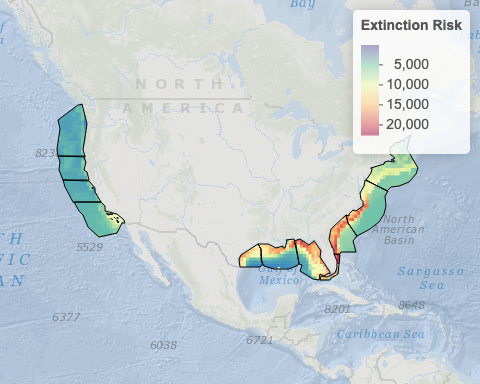 Bay
Extinction Risk
5,000
10,000
15,000
20,000
NORTH
AMERICA
North
American
Basin
5529
Mexico
Sargasso
Sea
8201
8648
6377
6038
6721
Caribbean Sea